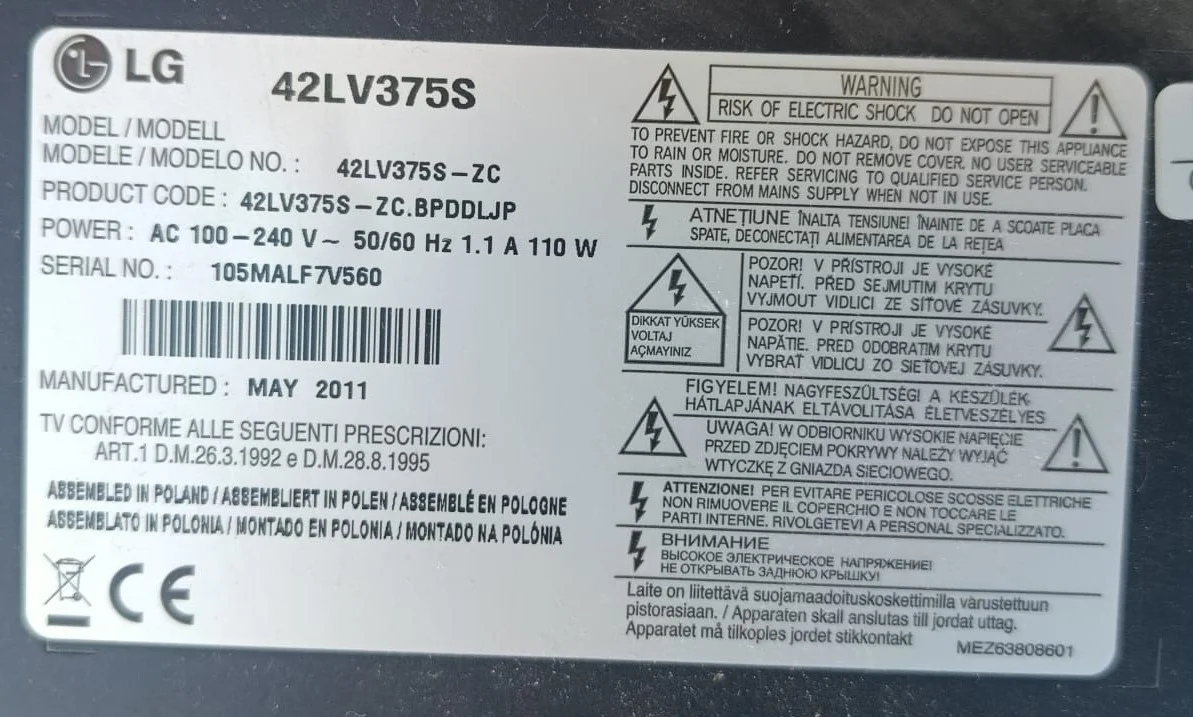 LG
42LV375S
MODEL / MODELL
MODELE / MODELO NO. : 42LV375S-ZC
PRODUCT CODE : 42LV375S-ZC.BPDDLJP
POWER : AC 100-240 V~ 50/60 Hz 1.1 A 110 W
SERIAL NO. : 105MALF7V560
MANUFACTURED : MAY 2011
TV CONFORME ALLE SEGUENTI PRESCRIZIONI:
ART.1 D.M.26.3.1992 e D.M.28.8.1995
ASSEMBLED IN POLAND / ASSEMBLIERT IN POLEN / ASSEMBLÉ EN POLOGNE
ASSEMBLATO IN POLONIA / MONTADO EN POLONIA / MONTADO NA POLÓNIA
CE
WARNING
RISK OF ELECTRIC SHOCK DO NOT OPEN
TO PREVENT FIRE OR SHOCK HAZARD, DO NOT EXPOSE THIS APPLIANCE
TO RAIN OR MOISTURE. DO NOT REMOVE COVER. NO USER SERVICEABLE
PARTS INSIDE. REFER SERVICING TO QUALIFIED SERVICE PERSON.
DISCONNECT FROM MAINS SUPPLY WHEN NOT IN USE.
ATNEȚIUNE ÎNALTA TENSIUNE! ÎNAINTE DE A SCOATE PLACA
SPATE, DECONECTAȚI ALIMENTAREA DE LA REȚEA
DIKKAT YÜKSEK
VOLTAJ
AÇMAYINIZ
POZOR! V PŘÍSTROJI JE VYSOKÉ
NAPETÍ. PŘED SEJMUTIM KRYTU
VYJMOUT VIDLICI ZE SÍŤOVÉ ZÁSUVKY.
POZOR! V PRÍSTROJI JE VYSOKÉ
NAPÄTIE. PRED ODOBRATIM KRYTU
VYBRAŤ VIDLICU ZO SIEŤOVEJ ZÁSUVKY.
FIGYELEM! NAGYFESZÜLTSÉG! A KÉSZÜLÉK
HÁTLAPJÁNAK ELTÁVOLITÁSA ÉLETVESZÉLYES
UWAGA! W ODBIORNIKU WYSOKIE NAPIĘCIE
PRZED ZDJĘCIEM POKRYWY NALEŻY WYJĄĆ
WTYCZKĘ Z GNIAZDA SIECIOWEGO.
ATTENZIONE! PER EVITARE PERICOLOSE SCOSSE ELETTRICHE
NON RIMUOVERE IL COPERCHIO E NON TOCCARE LE
PARTI INTERNE. RIVOLGETEVI A PERSONAL SPECIALIZZATO.
ВНИМАНИЕ
ВЫСОКОЕ ЭЛЕКТРИЧЕСКОЕ НАПРЯЖЕНИЕ!
НЕ ОТКРЫВАТЬ ЗАДНЮЮ КРЫШКУ!
Laite on liitettävä suojamaadoituskoskettimilla varustettuun
pistorasiaan. / Apparaten skall anslutas till jordat uttag.
Apparatet må tilkoples jordet stikkontakt
MEZ63808601